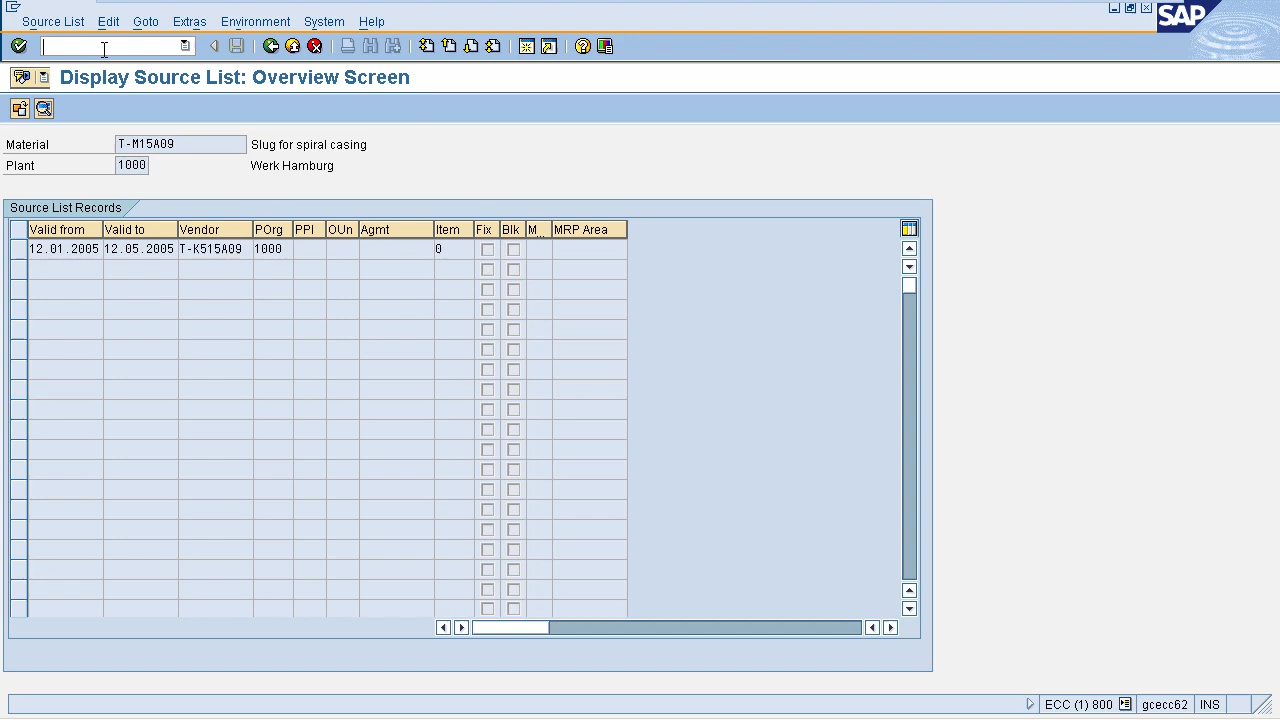 Source List Edit Goto Extras Environment System Help
SAP
Display Source List: Overview Screen
Material T-M15A09 Slug for spiral casing
Plant 1000 Werk Hamburg
Source List Records
Valid from Valid to Vendor POrg PPl OUn Agmt Item Fix Blk M... MRP Area
12.01.2005 12.05.2005 T-K15A09 1000 0
ECC (1) 800 gcecc62 INS